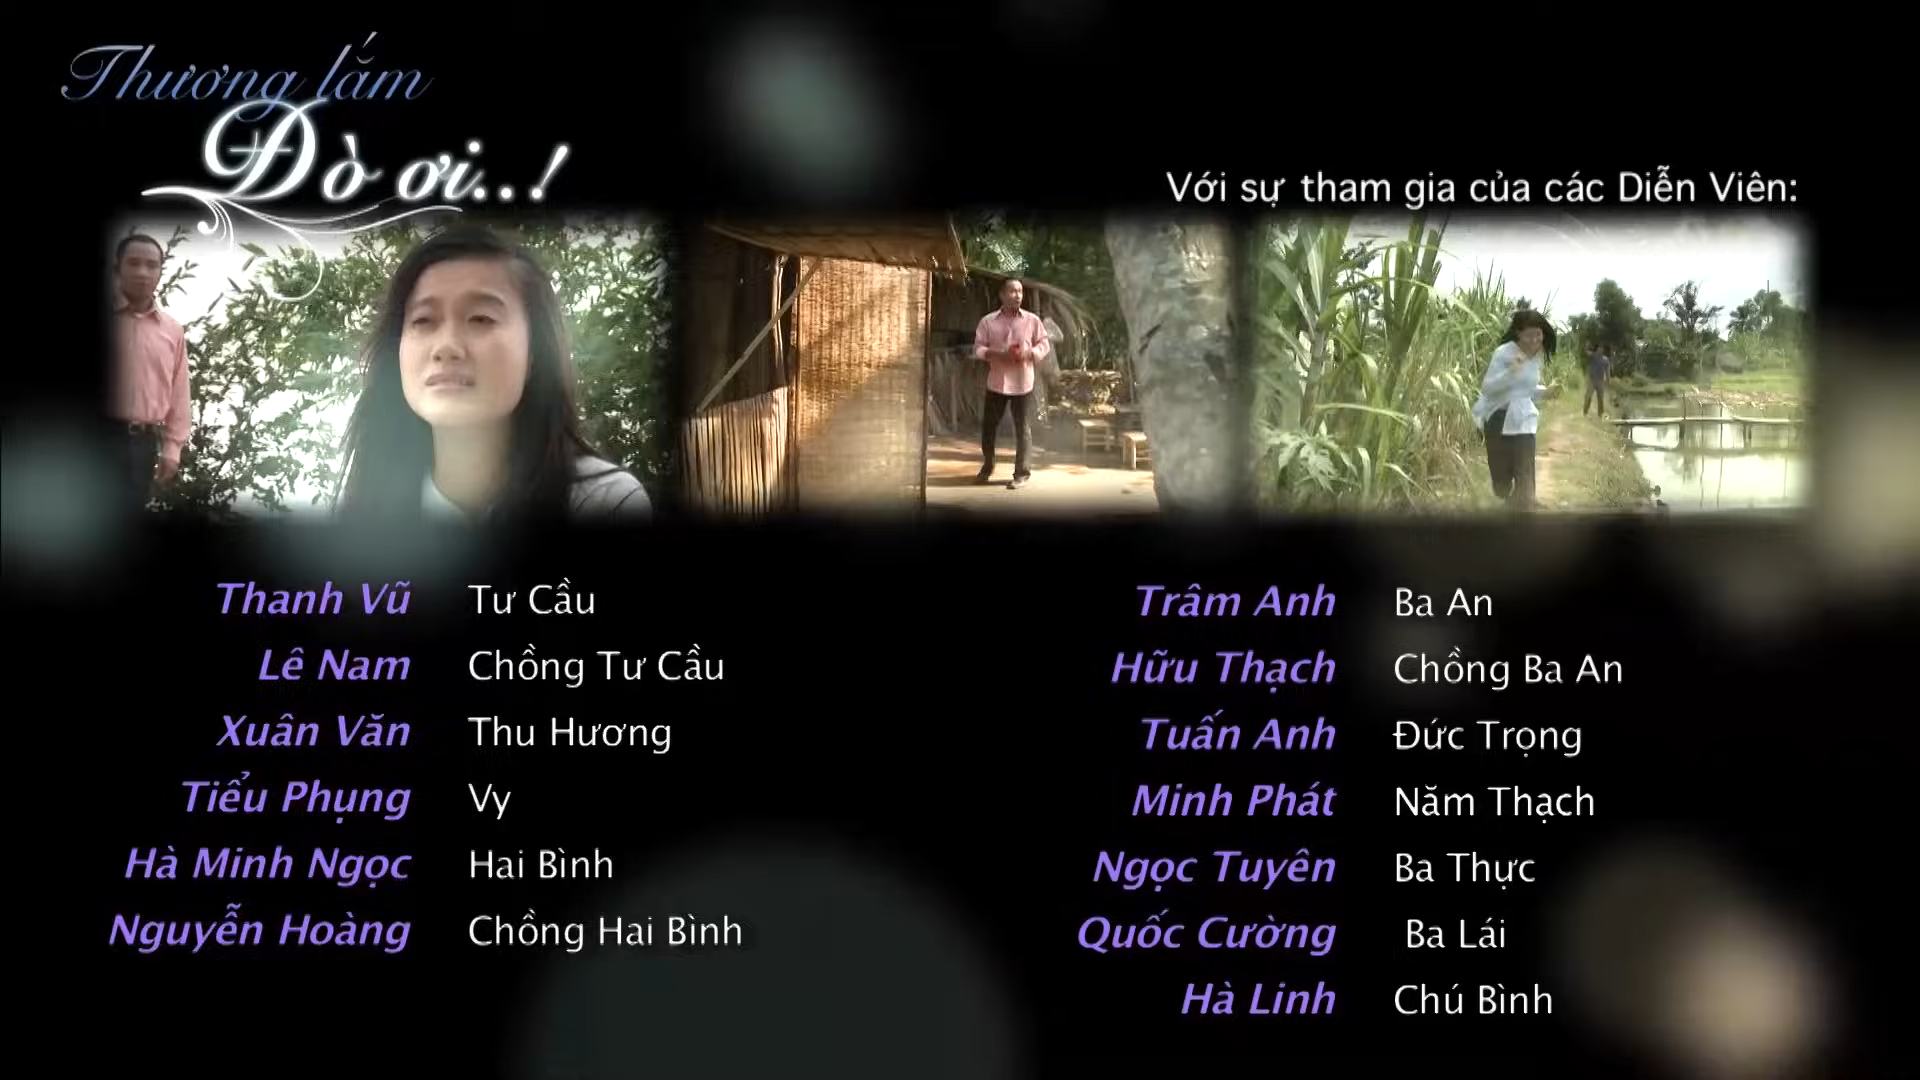 Thương lắm
Đò ơi..!
Với sự tham gia của các Diễn Viên:
Thanh Vũ Tư Cầu
Lê Nam Chồng Tư Cầu
Xuân Văn Thu Hương
Tiểu Phụng Vy
Hà Minh Ngọc Hai Bình
Nguyễn Hoàng Chồng Hai Bình
Trâm Anh Ba An
Hữu Thạch Chồng Ba An
Tuấn Anh Đức Trọng
Minh Phát Năm Thạch
Ngọc Tuyên Ba Thực
Quốc Cường Ba Lái
Hà Linh Chú Bình